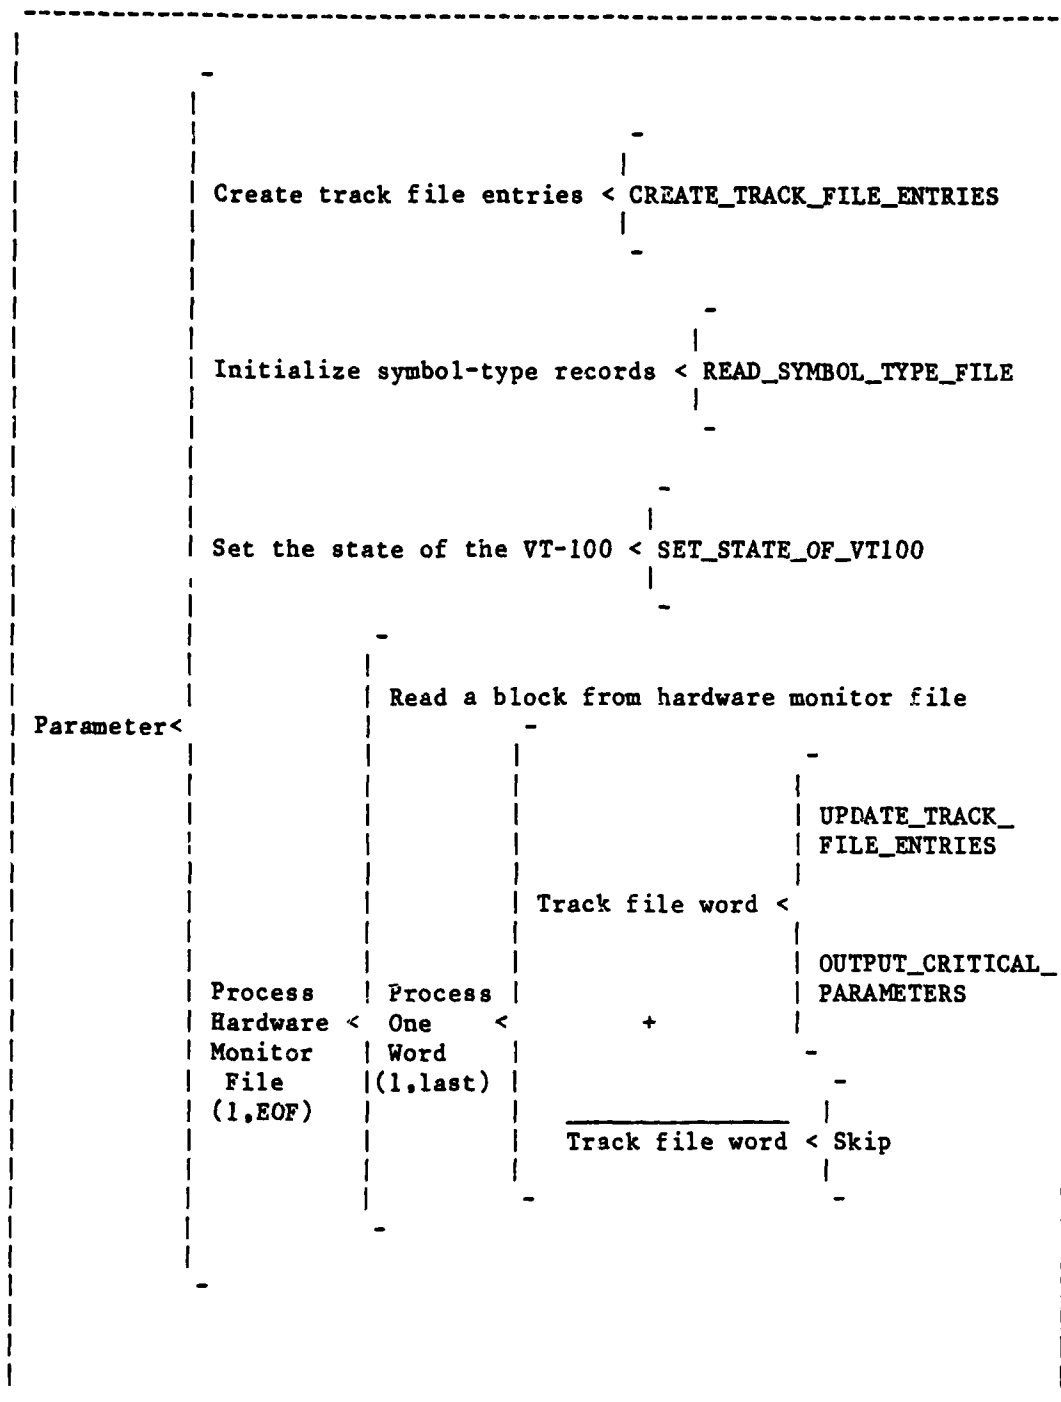 Create track file entries < CREATE_TRACK_FILE_ENTRIES
Initialize symbol-type records < READ_SYMBOL_TYPE_FILE
Set the state of the VT-100 < SET_STATE_OF_VT100
Read a block from hardware monitor file
Parameter<
UPDATE_TRACK_
FILE_ENTRIES
Track file word <
OUTPUT_CRITICAL_
PARAMETERS
Process
Hardware <
Monitor
File
(1,EOF)
Process
One <
Word
(1,last)
+
Track file word < Skip